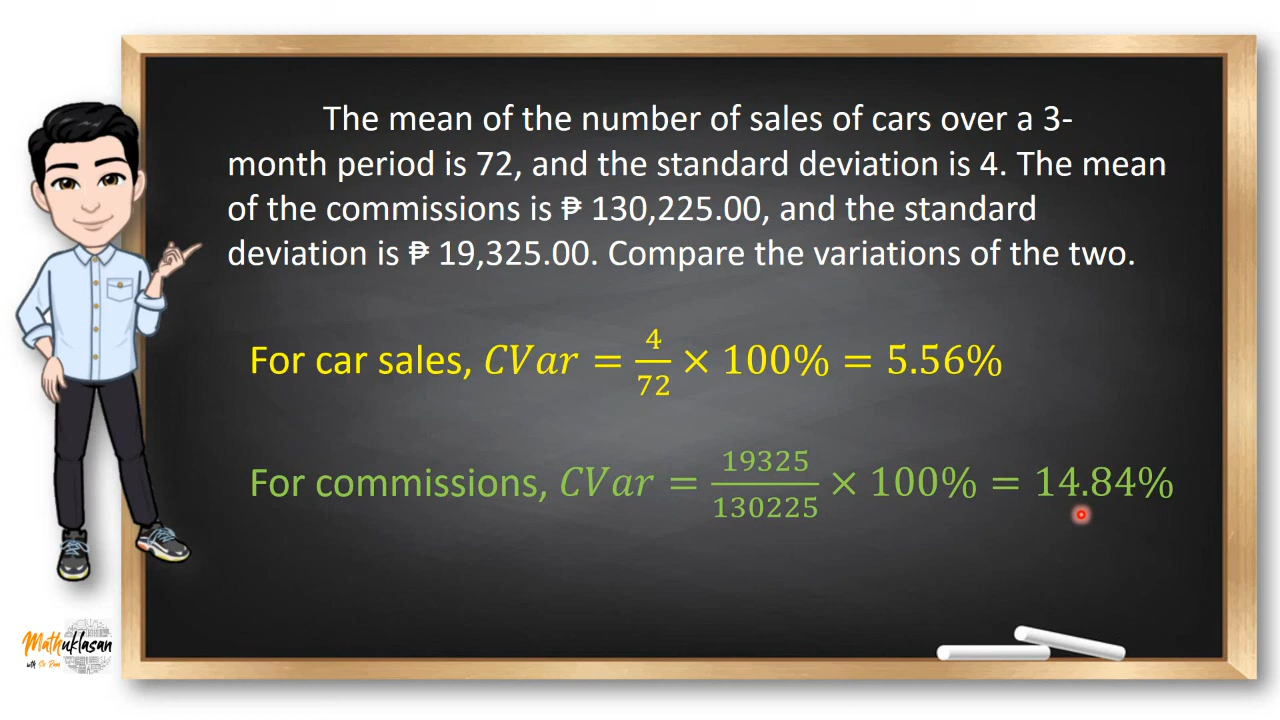 The mean of the number of sales of cars over a 3-
month period is 72, and the standard deviation is 4. The mean
of the commissions is ₱ 130,225.00, and the standard
deviation is ₱ 19,325.00. Compare the variations of the two.
For car sales, CVar = 4/72 × 100% = 5.56%
For commissions, CVar = 19325/130225 × 100% = 14.84%
Mathuklasan
with Sir Ram